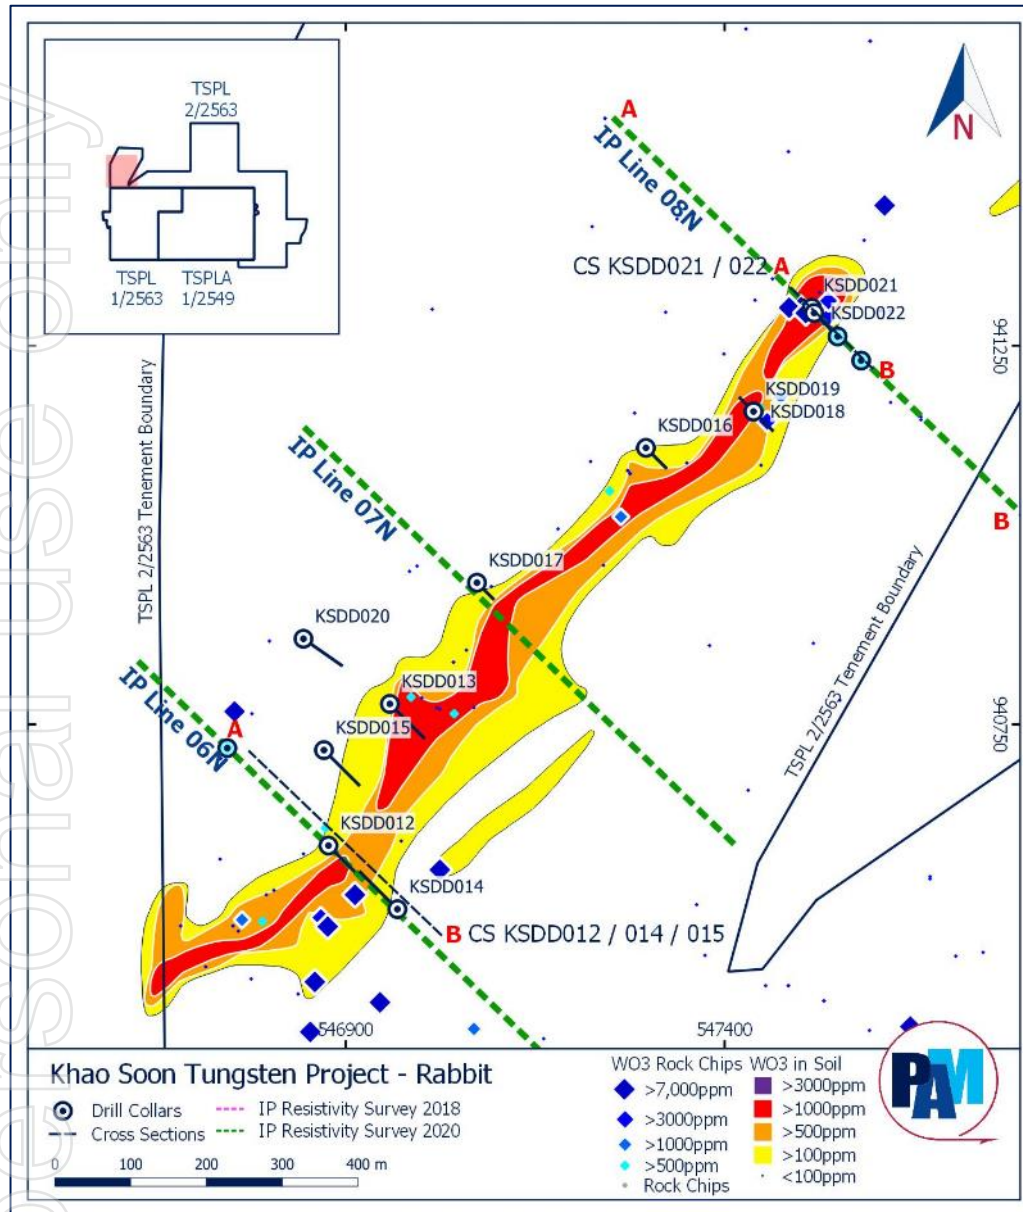 TSPL
2/2563
TSPL
1/2563
TSPLA
1/2549
A
IP Line 08N
N
CS KSDD021 / 022
A
KSDD021
KSDD022
B
941250
KSDD019
KSDD018
KSDD016
IP Line 07N
B
TSPL 2/2563 Tenement Boundary
KSDD017
KSDD020
TSPL 2/2563 Tenement Boundary
KSDD013
IP Line 06N
A
KSDD015
940750
KSDD012
KSDD014
B CS KSDD012 / 014 / 015
546900
547400
Khao Soon Tungsten Project - Rabbit
Drill Collars
IP Resistivity Survey 2018
Cross Sections
IP Resistivity Survey 2020
0 100 200 300 400 m
WO3 Rock Chips
>7,000ppm
>3000ppm
>1000ppm
>500ppm
Rock Chips
WO3 in Soil
>3000ppm
>1000ppm
>500ppm
>100ppm
<100ppm
PAM
ersonal use only